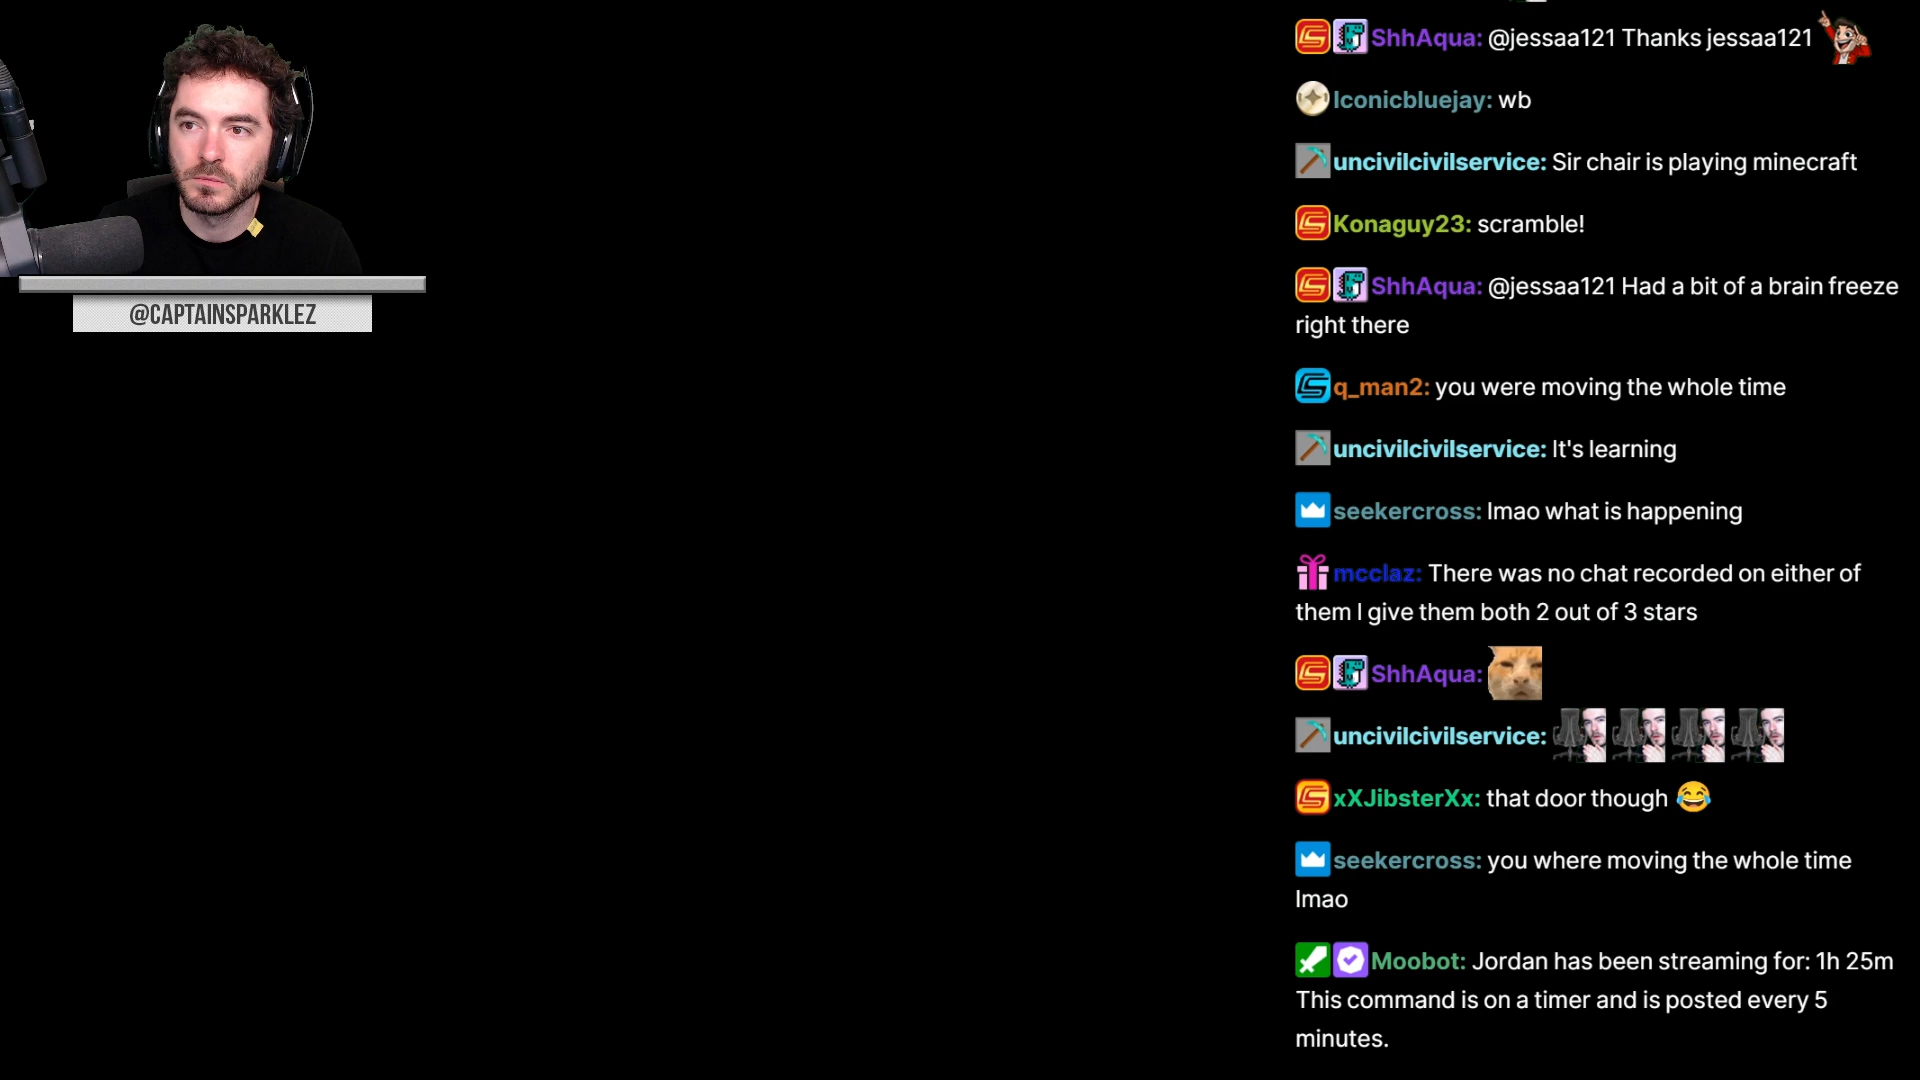 @CAPTAINSPARKLEZ
ShhAqua: @jessaa121 Thanks jessaa121
Iconicbluejay: wb
uncivilcivilservice: Sir chair is playing minecraft
Konaguy23: scramble!
ShhAqua: @jessaa121 Had a bit of a brain freeze
right there
q_man2: you were moving the whole time
uncivilcivilservice: It's learning
seekercross: lmao what is happening
mcclaz: There was no chat recorded on either of
them I give them both 2 out of 3 stars
ShhAqua:
uncivilcivilservice:
xXJibsterXx: that door though 😂
seekercross: you where moving the whole time
lmao
Moobot: Jordan has been streaming for: 1h 25m
This command is on a timer and is posted every 5
minutes.